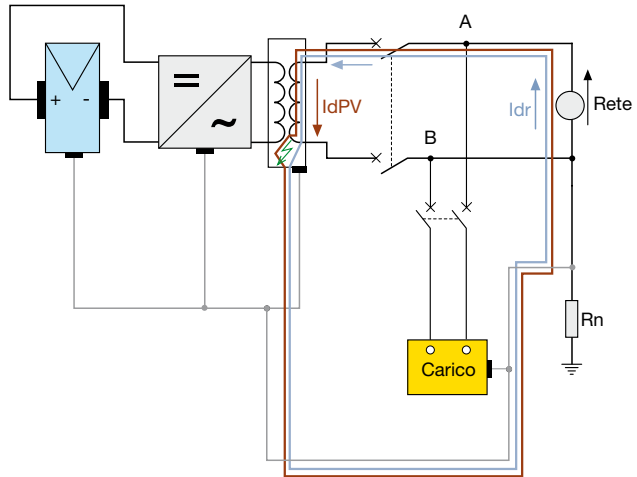 A
+ -
=
~
IdPV
Idr
Rete
B
Rn
Carico